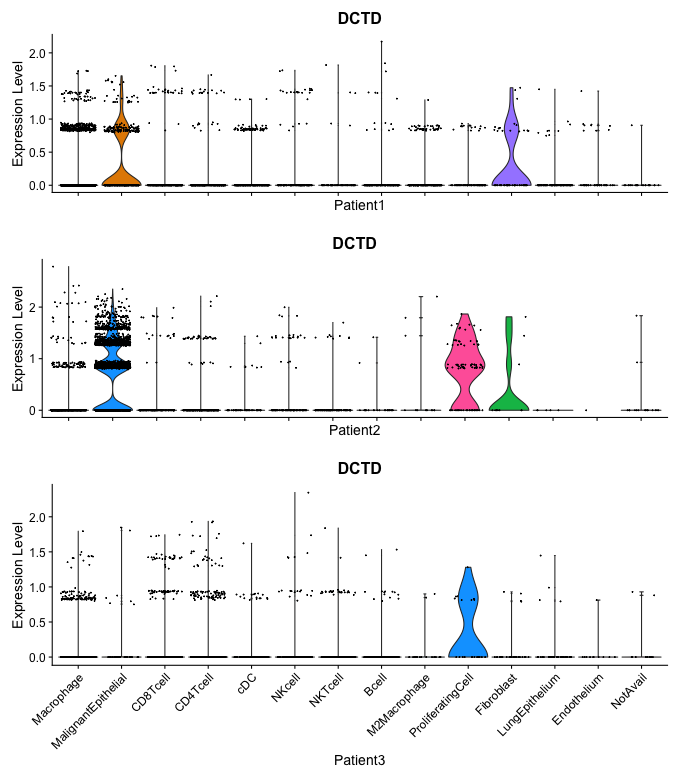 DCTD
Expression Level
2.0
1.5
1.0
0.5
0.0
Patient1
DCTD
Expression Level
2
1
0
Patient2
DCTD
Expression Level
2.0
1.5
1.0
0.5
0.0
Macrophage
MalignantEpithelial
CD8Tcell
CD4Tcell
cDC
NKcell
NKTcell
Bcell
M2Macrophage
ProliferatingCell
Fibroblast
LungEpithelium
Endothelium
NotAvail
Patient3